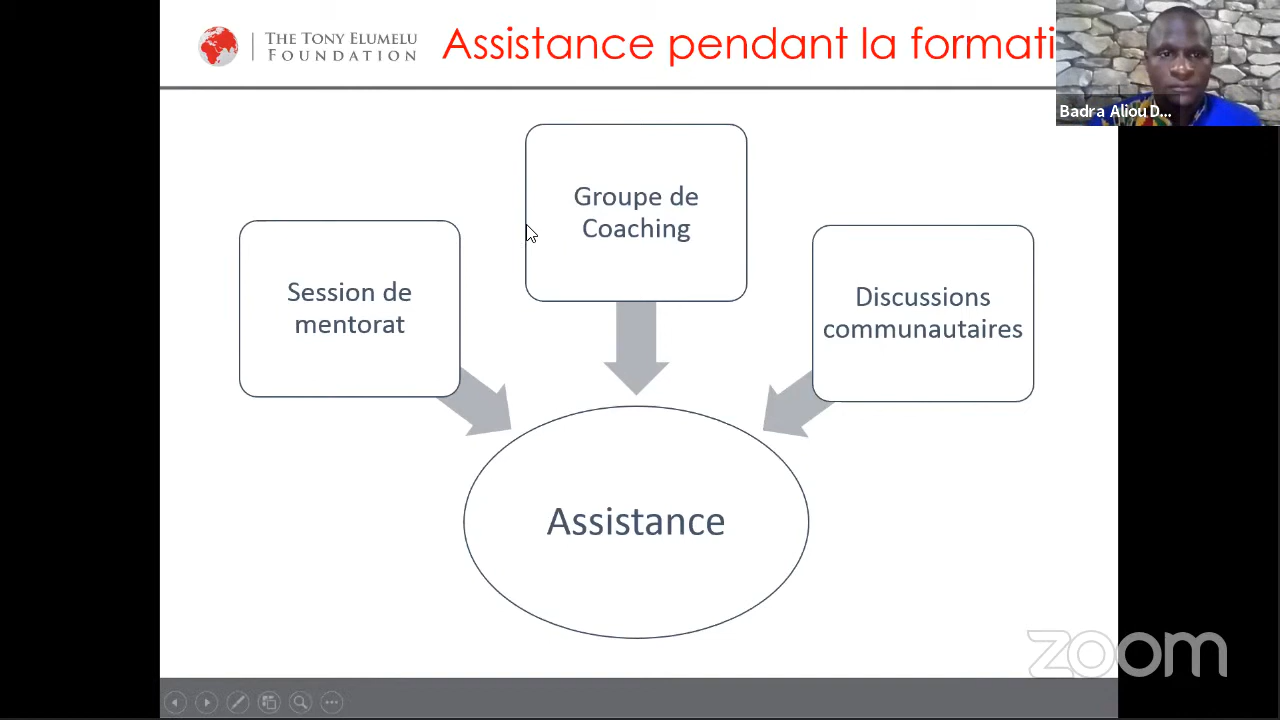 THE TONY ELUMELU
FOUNDATION
Assistance pendant la formati
Badra Aliou D...
Groupe de
Coaching
Session de
mentorat
Discussions
communautaires
Assistance
zoom